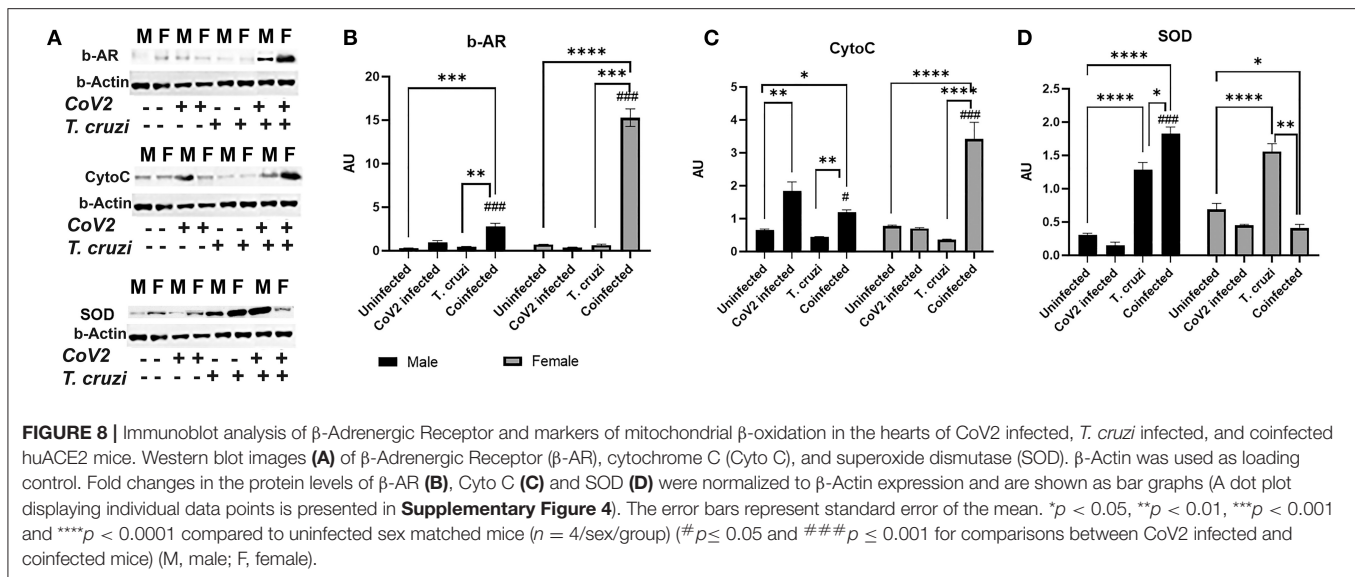 A
M F M F M F M F
b-AR
b-Actin
CoV2 - - + + - - + +
T. cruzi - - - - + + + +
M F M F M F M F
CytoC
b-Actin
CoV2 - - + + - - + +
T. cruzi - - - - + + + +
M F M F M F M F
SOD
b-Actin
CoV2 - - + + - - + +
T. cruzi - - - - + + + +
B
b-AR
AU
20
15
10
5
0
*** ** ### **** *** ###
Uninfected
CoV2 infected
T. cruzi
Coinfected
Uninfected
CoV2 infected
T. cruzi
Coinfected
Male
Female
C
CytoC
AU
5
4
3
2
1
0
* ** ** # **** **** ###
Uninfected
CoV2 infected
T. cruzi
Coinfected
Uninfected
CoV2 infected
T. cruzi
Coinfected
D
SOD
AU
2.5
2.0
1.5
1.0
0.5
0.0
**** **** * ### * **** **
Uninfected
CoV2 infected
T. cruzi
Coinfected
Uninfected
CoV2 infected
T. cruzi
Coinfected
FIGURE 8 | Immunoblot analysis of β-Adrenergic Receptor and markers of mitochondrial β-oxidation in the hearts of CoV2 infected, T. cruzi infected, and coinfected
huACE2 mice. Western blot images (A) of β-Adrenergic Receptor (β-AR), cytochrome C (Cyto C), and superoxide dismutase (SOD). β-Actin was used as loading
control. Fold changes in the protein levels of β-AR (B), Cyto C (C) and SOD (D) were normalized to β-Actin expression and are shown as bar graphs (A dot plot
displaying individual data points is presented in Supplementary Figure 4). The error bars represent standard error of the mean. *p < 0.05, **p < 0.01, ***p < 0.001
and ****p < 0.0001 compared to uninfected sex matched mice (n = 4/sex/group) (#p≤ 0.05 and ###p ≤ 0.001 for comparisons between CoV2 infected and
coinfected mice) (M, male; F, female).